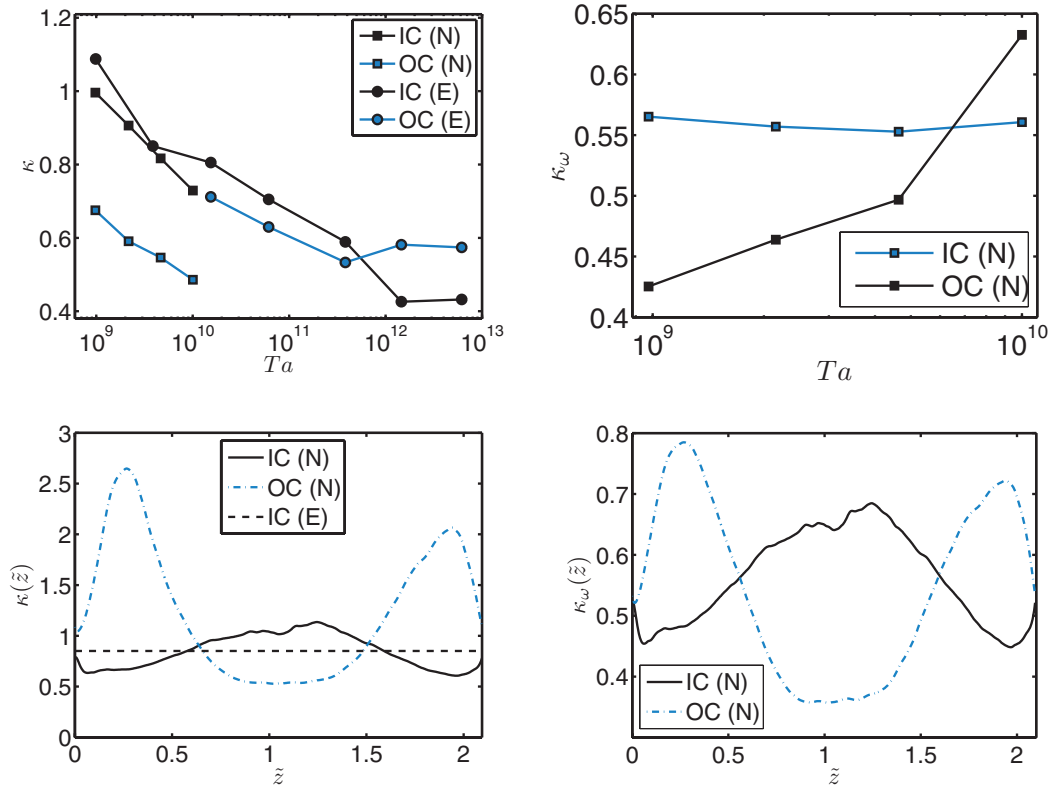 1.2
1
0.8
0.6
0.4
κ
10^9
10^10
10^11
10^12
10^13
Ta
IC (N)
OC (N)
IC (E)
OC (E)
0.65
0.6
0.55
0.5
0.45
0.4
κ_ω
10^9
10^10
Ta
IC (N)
OC (N)
3
2.5
2
1.5
1
0.5
0
κ(z̃)
0
0.5
1
1.5
2
z̃
IC (N)
OC (N)
IC (E)
0.8
0.7
0.6
0.5
0.4
κ_ω(z̃)
0
0.5
1
1.5
2
z̃
IC (N)
OC (N)